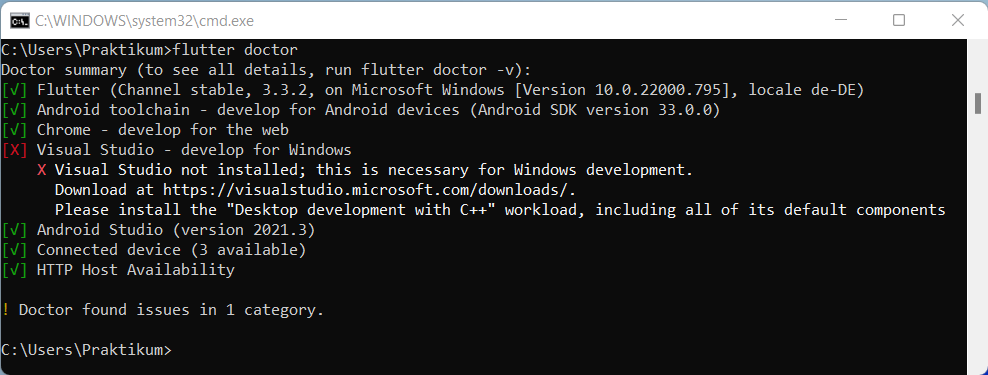 C:\WINDOWS\system32\cmd.exe
C:\Users\Praktikum>flutter doctor
Doctor summary (to see all details, run flutter doctor -v):
[√] Flutter (Channel stable, 3.3.2, on Microsoft Windows [Version 10.0.22000.795], locale de-DE)
[√] Android toolchain - develop for Android devices (Android SDK version 33.0.0)
[√] Chrome - develop for the web
[X] Visual Studio - develop for Windows
    X Visual Studio not installed; this is necessary for Windows development.
      Download at https://visualstudio.microsoft.com/downloads/.
      Please install the "Desktop development with C++" workload, including all of its default components
[√] Android Studio (version 2021.3)
[√] Connected device (3 available)
[√] HTTP Host Availability
! Doctor found issues in 1 category.
C:\Users\Praktikum>